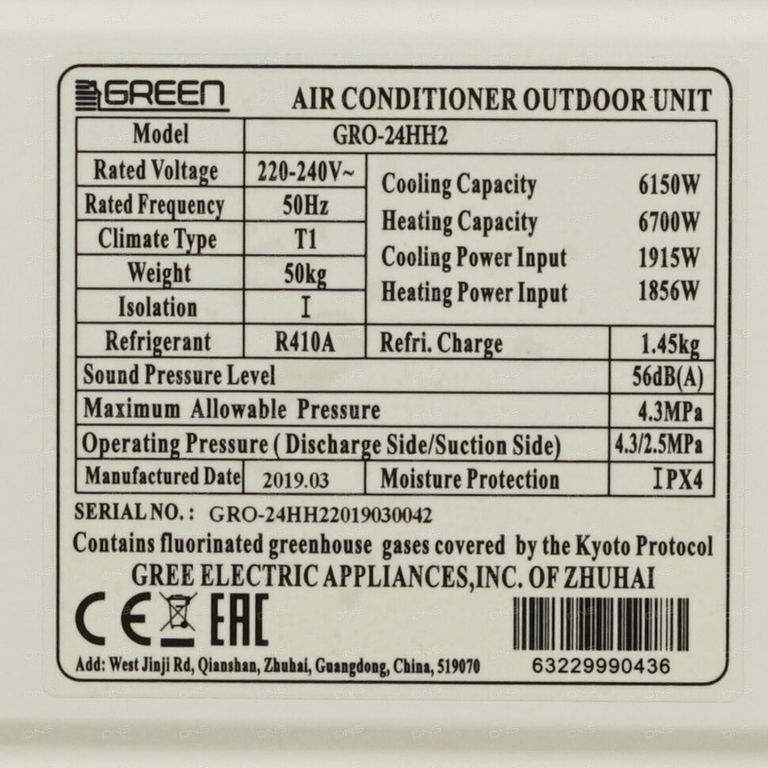 GREEN
AIR CONDITIONER OUTDOOR UNIT
Model GRO-24HH2
Rated Voltage 220-240V~
Rated Frequency 50Hz
Climate Type T1
Weight 50kg
Isolation I
Cooling Capacity 6150W
Heating Capacity 6700W
Cooling Power Input 1915W
Heating Power Input 1856W
Refrigerant R410A Refri. Charge 1.45kg
Sound Pressure Level 56dB(A)
Maximum Allowable Pressure 4.3MPa
Operating Pressure ( Discharge Side/Suction Side) 4.3/2.5MPa
Manufactured Date 2019.03 Moisture Protection IPX4
SERIAL NO. : GRO-24HH22019030042
Contains fluorinated greenhouse gases covered by the Kyoto Protocol
GREE ELECTRIC APPLIANCES,INC. OF ZHUHAI
CE EAC
63229990436
Add: West Jinji Rd, Qianshan, Zhuhai, Guangdong, China, 519070